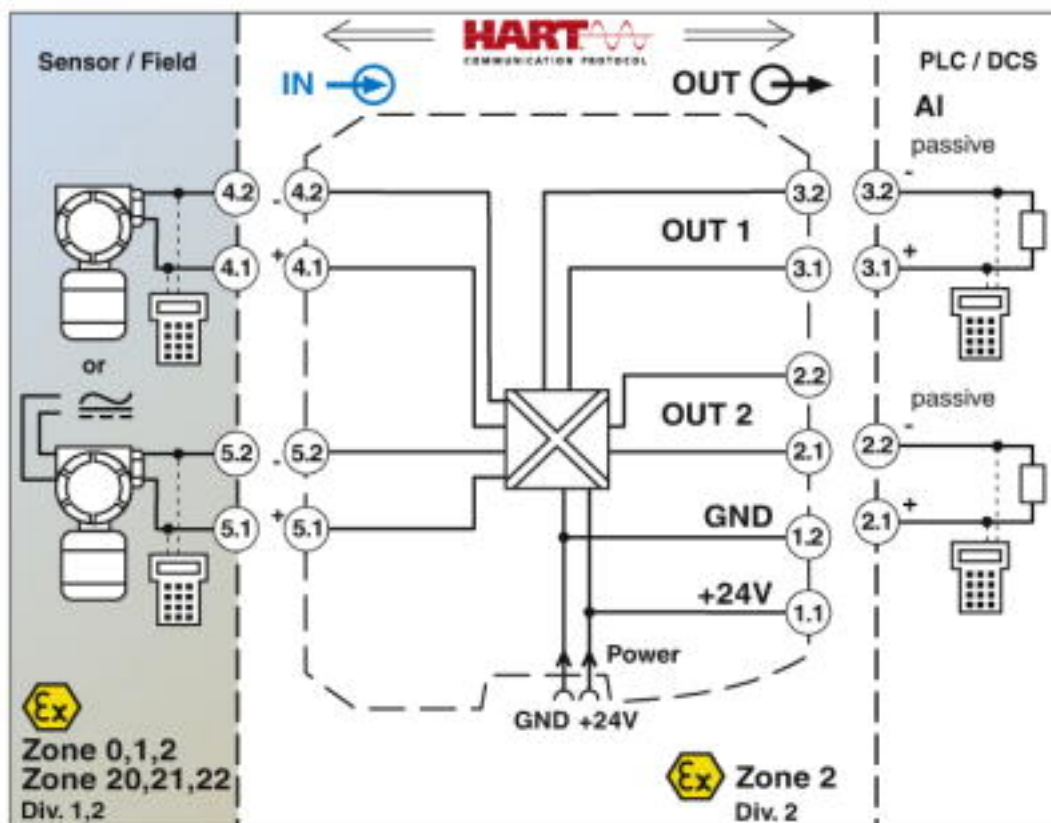 Sensor / Field
HART
COMMUNICATION PROTOCOL
PLC / DCS
IN
OUT
AI
passive
4.2
-
4.2
3.2
3.2
-
OUT 1
4.1
+
4.1
3.1
3.1
+
or
2.2
passive
OUT 2
5.2
-
5.2
2.1
2.2
-
5.1
+
5.1
GND
1.2
2.1
+
+24V
1.1
Power
GND +24V
Ex
Zone 0,1,2
Zone 20,21,22
Div. 1,2
Ex
Zone 2
Div. 2